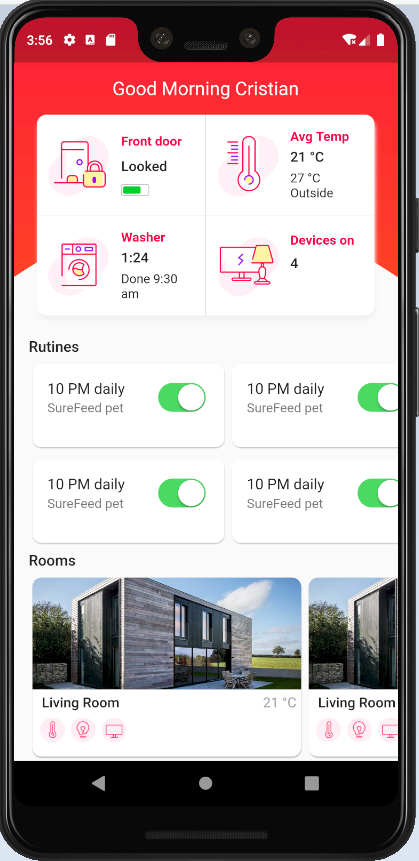 3:56
Good Morning Cristian
Front door
Looked
Avg Temp
21 °C
27 °C
Outside
Washer
1:24
Done 9:30
am
Devices on
4
Rutines
10 PM daily
SureFeed pet
10 PM daily
SureFeed pet
10 PM daily
SureFeed pet
10 PM daily
SureFeed pet
Rooms
Living Room 21 °C
Living Room